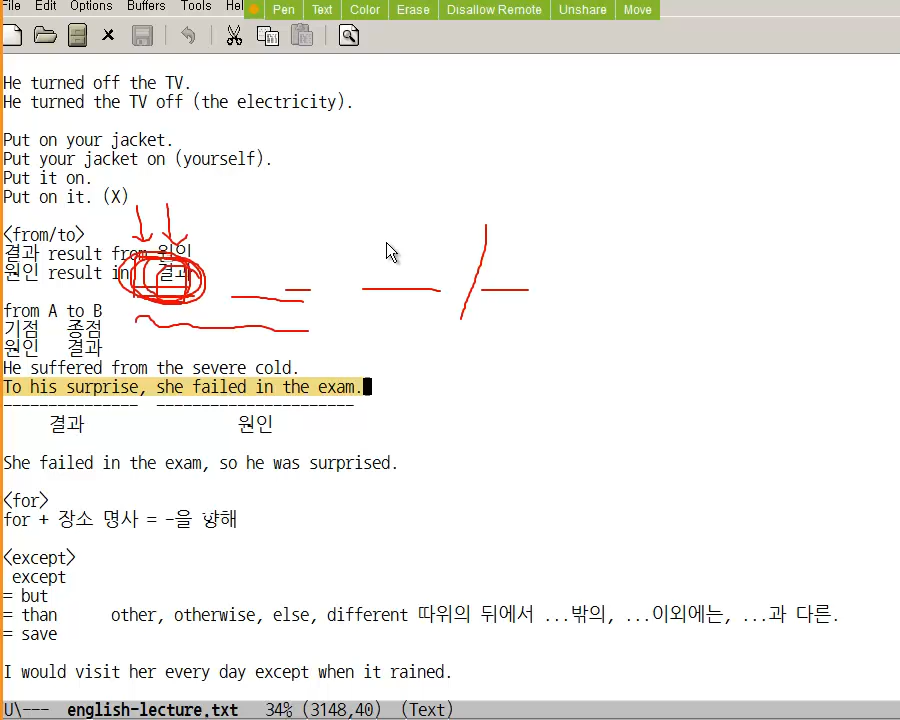 ile Edit Options Buffers Tools Hel
Pen Text Color Erase Disallow Remote Unshare Move
He turned off the TV.
He turned the TV off (the electricity).
Put on your jacket.
Put your jacket on (yourself).
Put it on.
Put on it. (X)
<from/to>
결과 result from 원인
원인 result in 결과
from A to B
기점 종점
원인 결과
He suffered from the severe cold.
To his surprise, she failed in the exam.
--------------- ----------------------
결과 원인
She failed in the exam, so he was surprised.
<for>
for + 장소 명사 = -을 향해
<except>
except
= but
= than other, otherwise, else, different 따위의 뒤에서 ...밖의, ...이외에는, ...과 다른.
= save
I would visit her every day except when it rained.
U\--- english-lecture.txt 34% (3148,40) (Text)